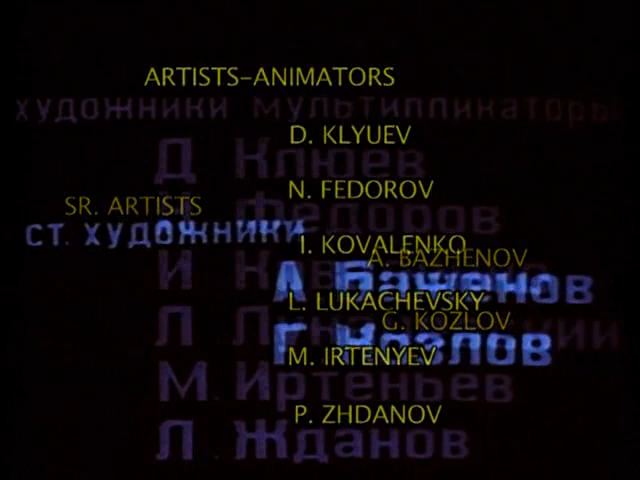 ARTISTS–ANIMATORS
художники мультипликаторы
D. KLYUEV
Д Клюев
N. FEDOROV
SR. ARTISTS
Федоров
ст. художники
I. KOVALENKO
A. BAZHENOV
И
А Баженов
L. LUKACHEVSKY
G. KOZLOV
Л
Г Козлов
M. IRTENYEV
М. Иртеньев
P. ZHDANOV
Л. Жданов